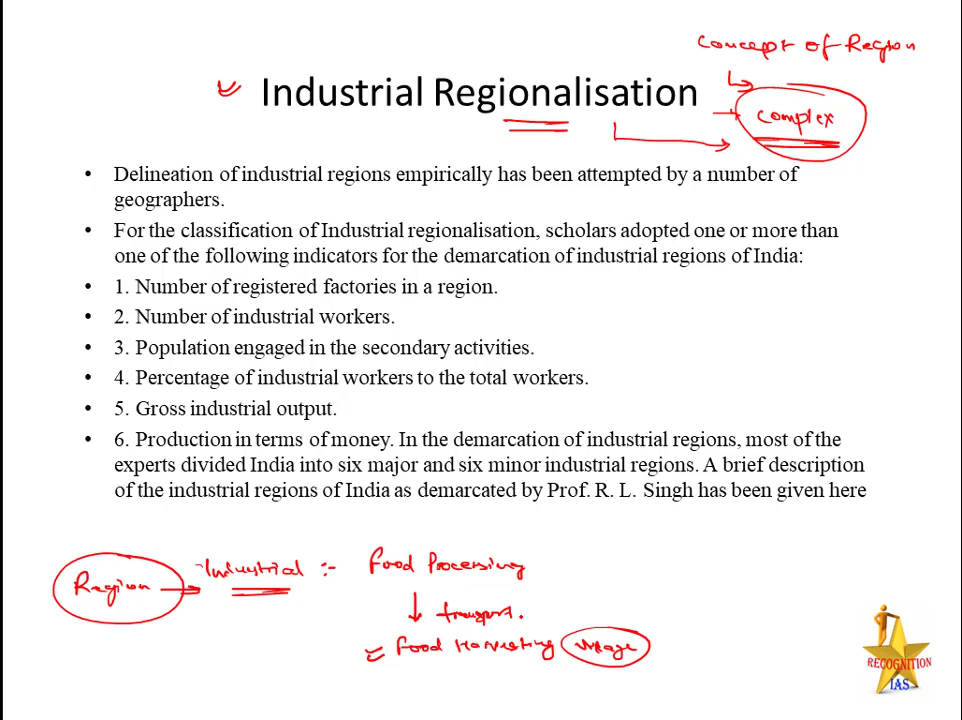 Concept of Region
Industrial Regionalisation
Complex
• Delineation of industrial regions empirically has been attempted by a number of
geographers.
• For the classification of Industrial regionalisation, scholars adopted one or more than
one of the following indicators for the demarcation of industrial regions of India:
• 1. Number of registered factories in a region.
• 2. Number of industrial workers.
• 3. Population engaged in the secondary activities.
• 4. Percentage of industrial workers to the total workers.
• 5. Gross industrial output.
• 6. Production in terms of money. In the demarcation of industrial regions, most of the
experts divided India into six major and six minor industrial regions. A brief description
of the industrial regions of India as demarcated by Prof. R. L. Singh has been given here
Region → Industrial :- Food Processing
↓ transport.
Food Harvesting village
RECOGNITION
IAS